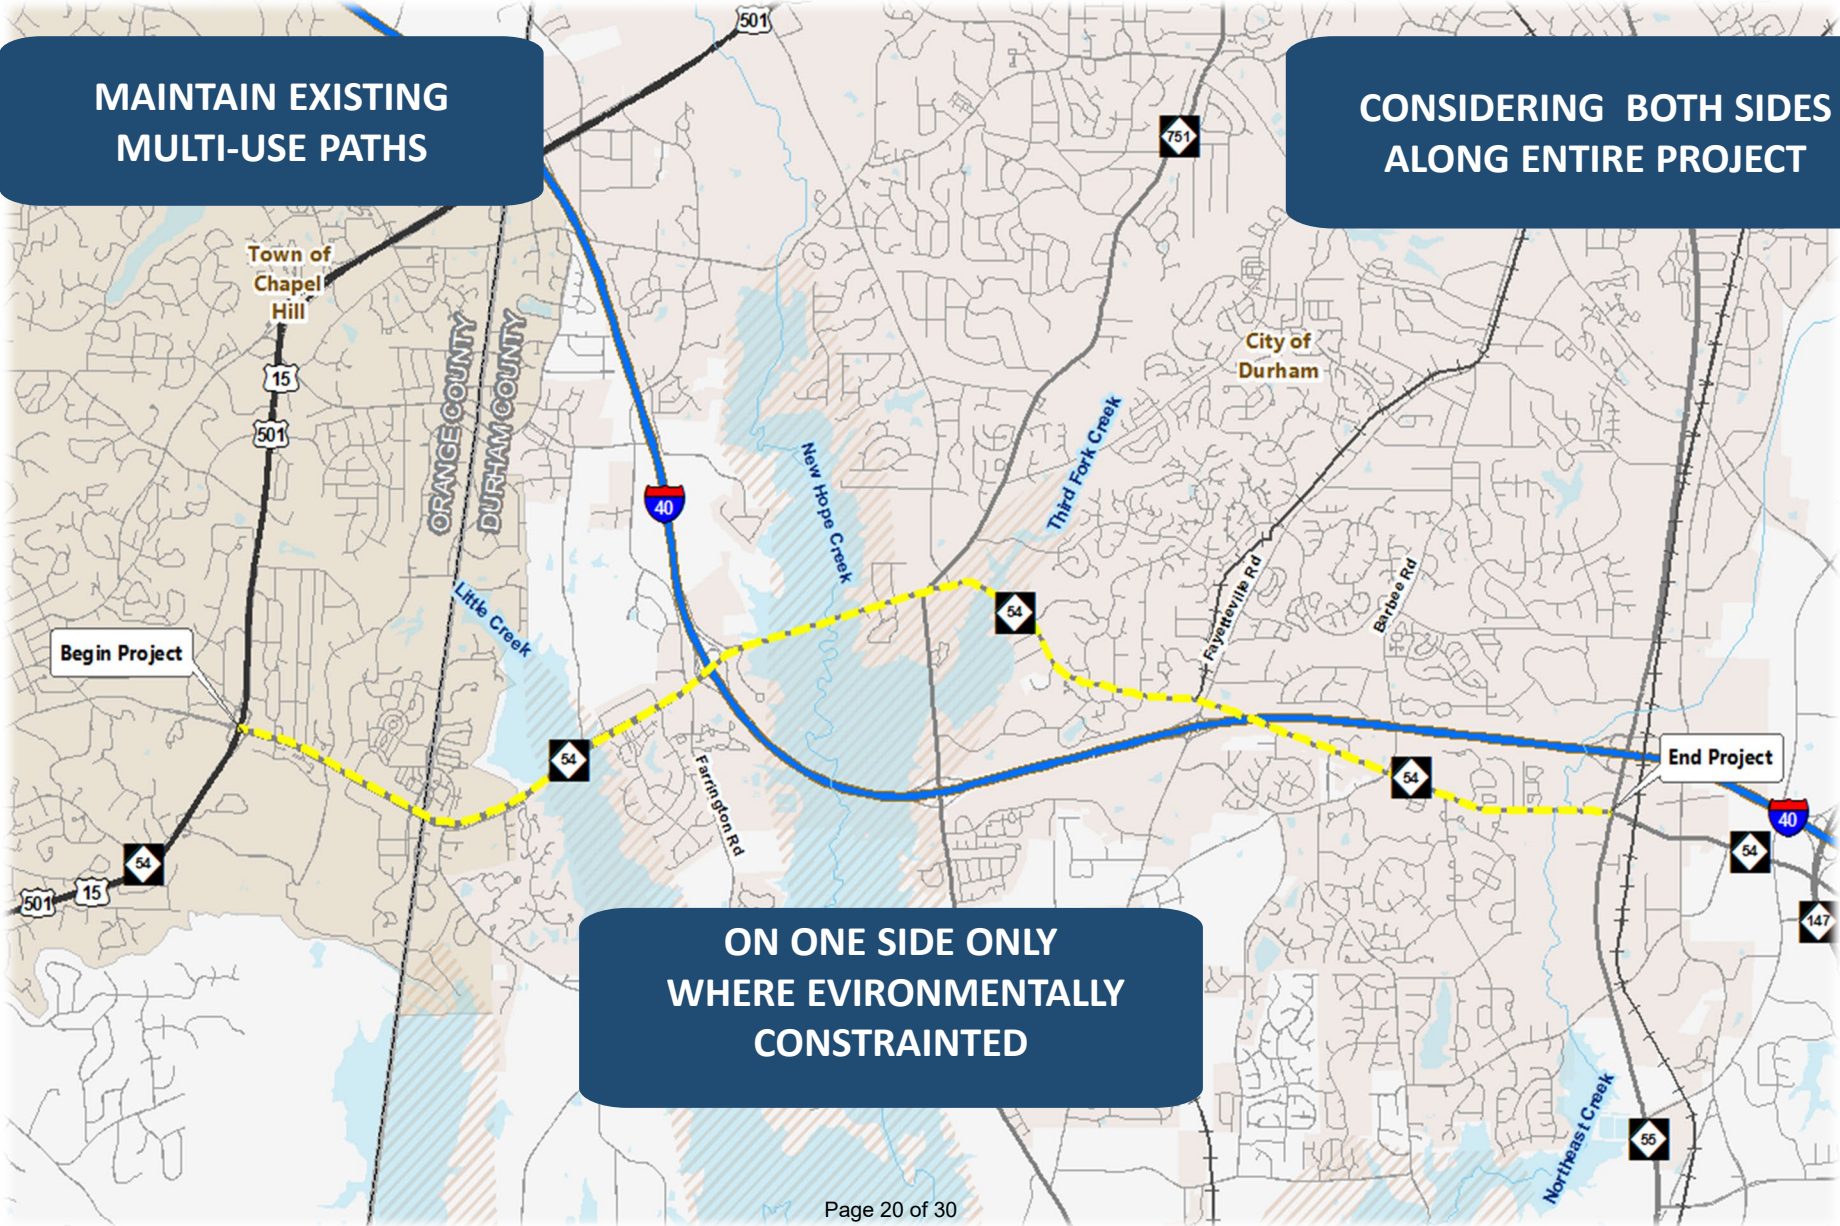 501
MAINTAIN EXISTING
MULTI-USE PATHS
CONSIDERING BOTH SIDES
ALONG ENTIRE PROJECT
751
Town of
Chapel
Hill
15
501
ORANGE COUNTY
DURHAM COUNTY
City of
Durham
40
New Hope Creek
Third Fork Creek
Little Creek
54
Fayetteville Rd
Barbee Rd
Begin Project
54
Farrington Rd
54
End Project
40
54
54
501
15
147
ON ONE SIDE ONLY
WHERE EVIRONMENTALLY
CONSTRAINTED
Northeast Creek
55
Page 20 of 30